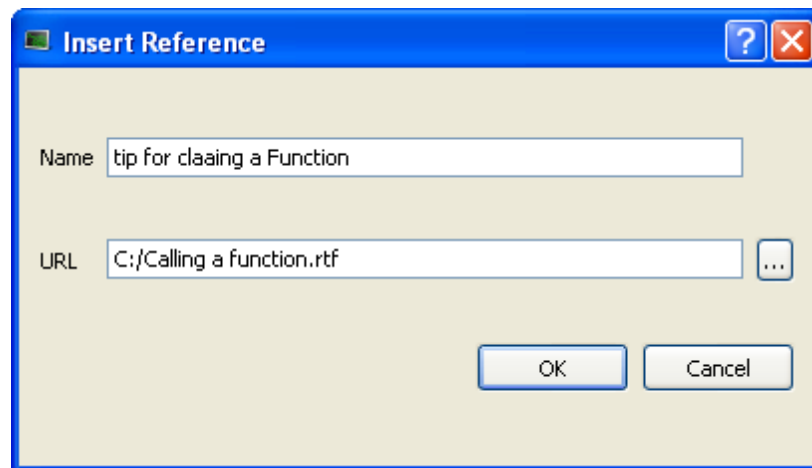 Insert Reference
Name tip for claaing a Function
URL C:/Calling a function.rtf ...
OK Cancel